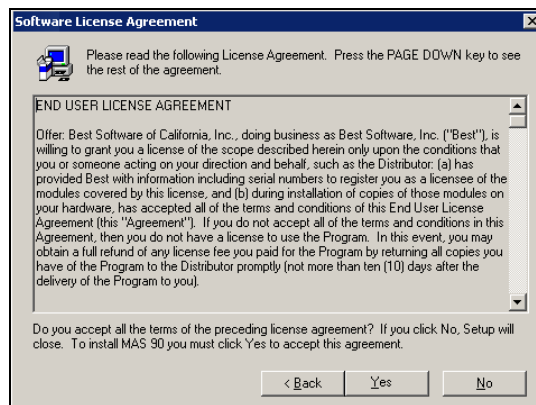 Software License Agreement
Please read the following License Agreement. Press the PAGE DOWN key to see
the rest of the agreement.
END USER LICENSE AGREEMENT
Offer: Best Software of California, Inc., doing business as Best Software, Inc. ("Best"), is
willing to grant you a license of the scope described herein only upon the conditions that
you or someone acting on your direction and behalf, such as the Distributor: (a) has
provided Best with information including serial numbers to register you as a licensee of the
modules covered by this license, and (b) during installation of copies of those modules on
your hardware, has accepted all of the terms and conditions of this End User License
Agreement (this "Agreement"). If you do not accept all of the terms and conditions in this
Agreement, then you do not have a license to use the Program. In this event, you may
obtain a full refund of any license fee you paid for the Program by returning all copies you
have of the Program to the Distributor promptly (not more than ten (10) days after the
delivery of the Program to you).
Do you accept all the terms of the preceding license agreement? If you click No, Setup will
close. To install MAS 90 you must click Yes to accept this agreement.
< Back
Yes
No